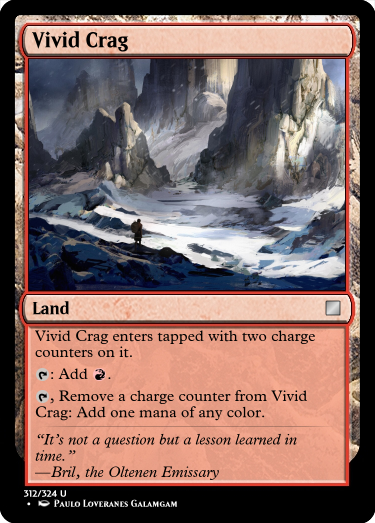 Vivid Crag
Land
Vivid Crag enters tapped with two charge
counters on it.
: Add .
, Remove a charge counter from Vivid
Crag: Add one mana of any color.
“It’s not a question but a lesson learned in
time.”
—Bril, the Oltenen Emissary
312/324 U
• Paulo Loveranes Galamgam